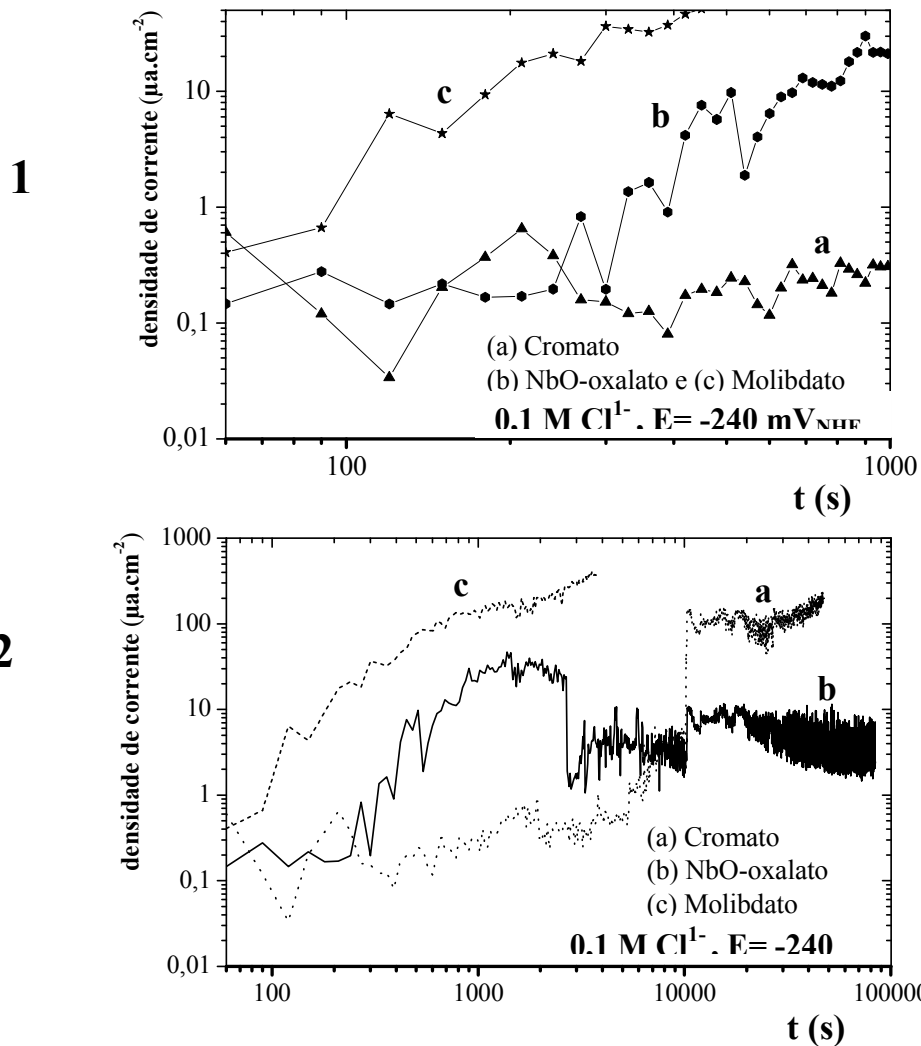 1
densidade de corrente (µa.cm-2)
10
1
0,1
0,01
c
b
a
(a) Cromato
(b) NbO-oxalato e (c) Molibdato
0.1 M Cl1-, E= -240 mVNHE
100
1000
t (s)
2
densidade de corrente (µa.cm-2)
1000
100
10
1
0,1
0,01
c
a
b
(a) Cromato
(b) NbO-oxalato
(c) Molibdato
0.1 M Cl1-, E= -240
100
1000
10000
100000
t (s)